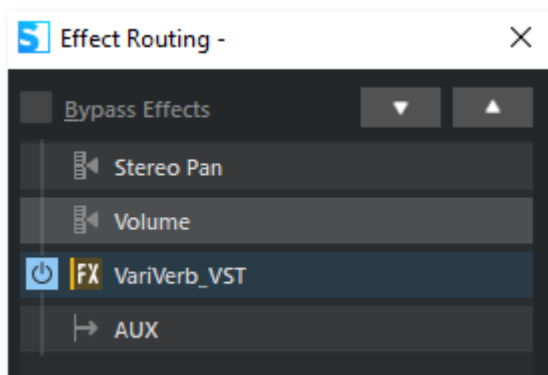 Effect Routing -
Bypass Effects
Stereo Pan
Volume
FX VariVerb_VST
AUX